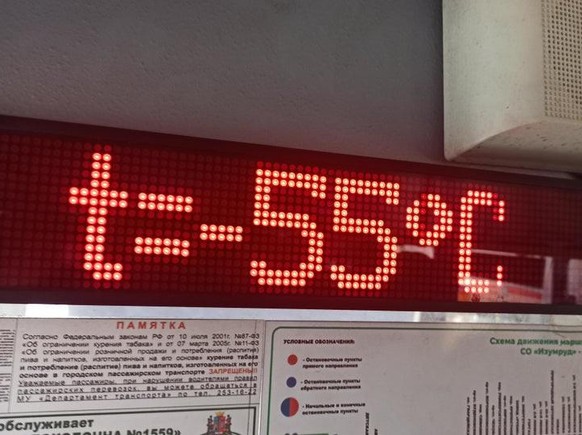 t=-55°C
ПАМЯТКА
Согласно Федеральным законам РФ от 10 июля 2001г. №87-ФЗ
«Об ограничении курения табака» и от 07 марта 2005г. №11-ФЗ
«Об ограничении розничной продажи и потребления (распития)
пива и напитков, изготовленных на его основе» курение табака
и потребление (распитие) пива и напитков, изготовленных на его
основе в городском пассажирском транспорте ЗАПРЕЩЕНЫ!
Уважаемые пассажиры, при нарушении водителями правил
пассажирских перевозок вы можете обращаться в
МУ «Департамент транспорта» по тел. 253-16-22
обслуживает
№1559»
УСЛОВНЫЕ ОБОЗНАЧЕНИЯ:
- Остановочные пункты
прямого направления
- Остановочные пункты
обратного направления
- Начальные и конечные
остановочные пункты
Схема движения
СО «Изумруд»